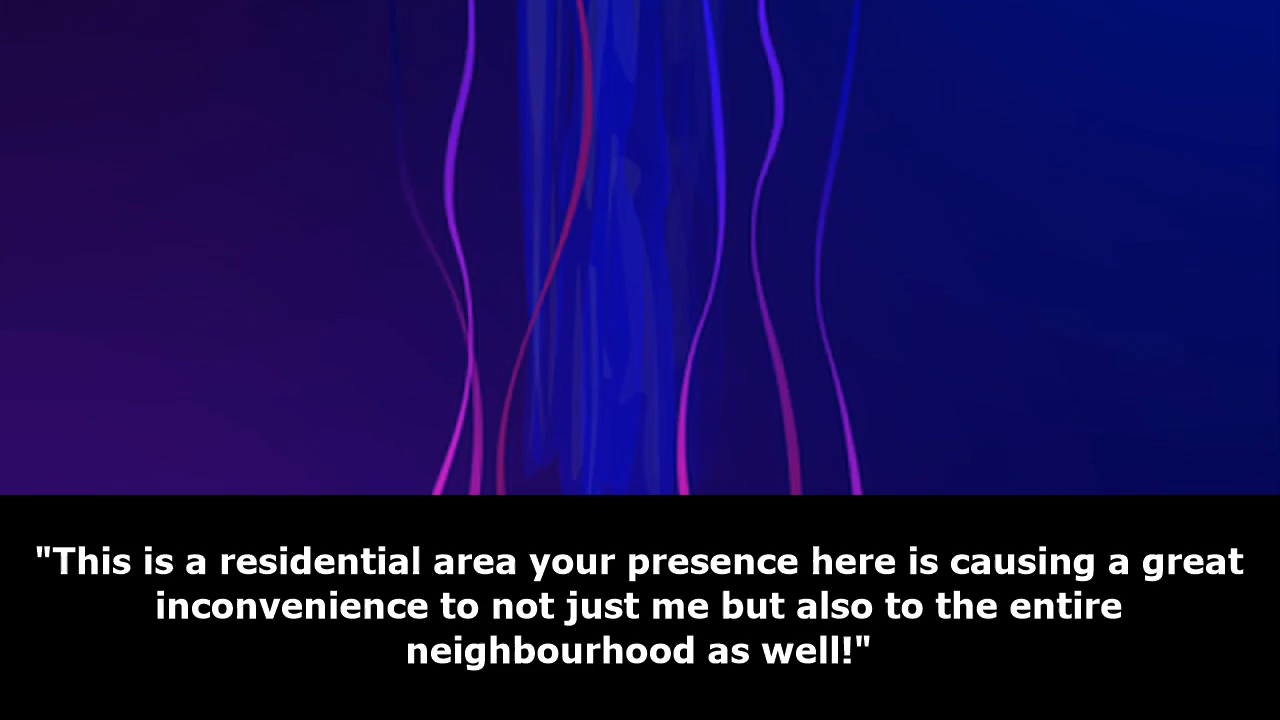 "This is a residential area your presence here is causing a great
inconvenience to not just me but also to the entire
neighbourhood as well!"